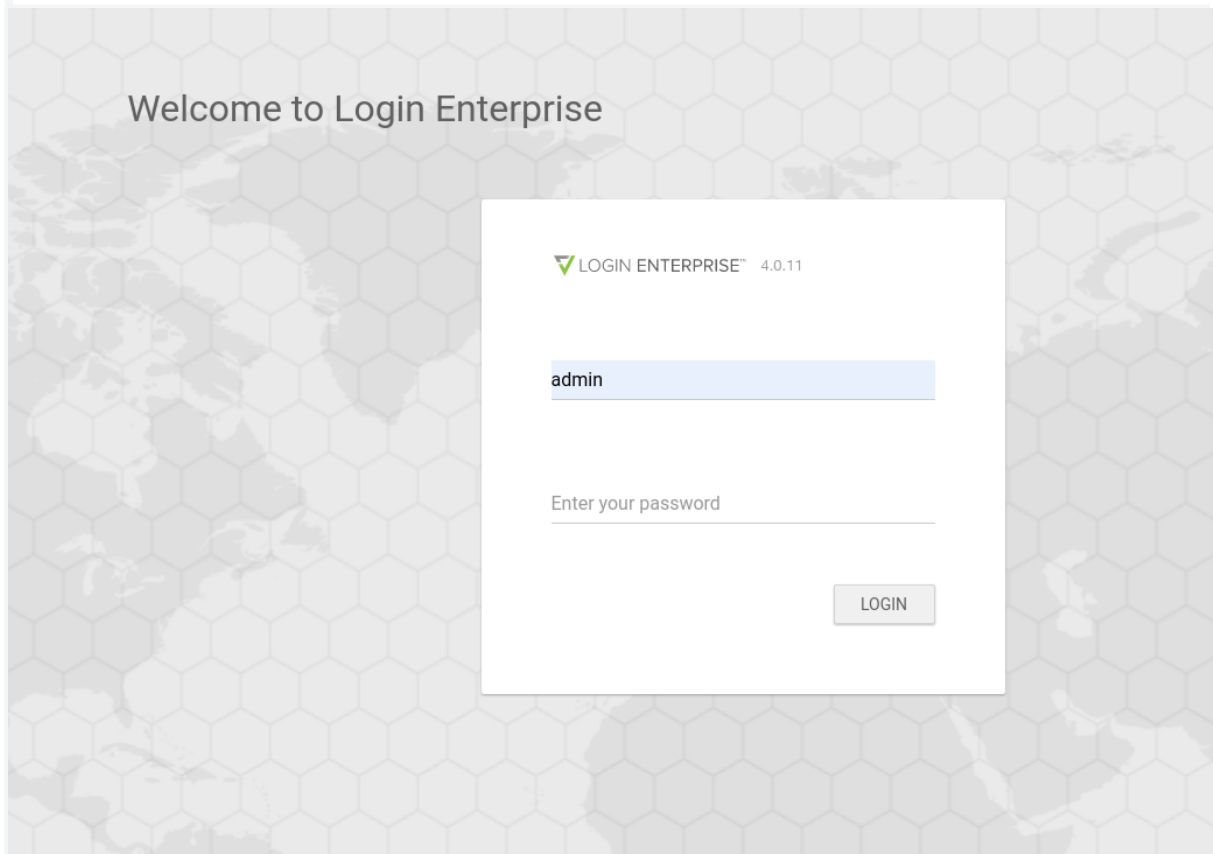 Welcome to Login Enterprise
LOGIN ENTERPRISE™ 4.0.11
admin
Enter your password
LOGIN